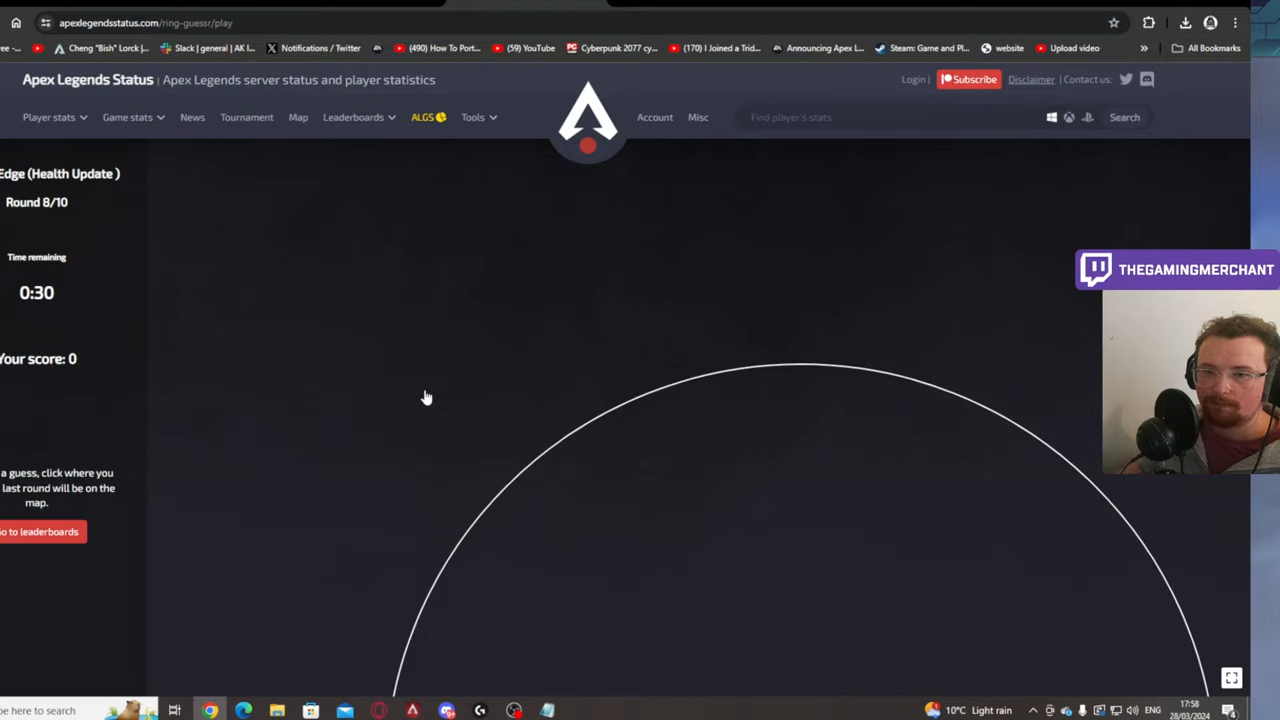 apexlegendsstatus.com/ring-guessr/play
Cheng "Bish" Lorck |...
Slack | general | AK I...
Notifications / Twitter
(490) How To Port...
(59) YouTube
Cyberpunk 2077 cy...
(170) I Joined a Trid...
Announcing Apex L...
Steam: Game and Pl...
website
Upload video
»
All Bookmarks
Apex Legends Status | Apex Legends server status and player statistics
Login |
Subscribe
Disclaimer | Contact us:
Player stats
Game stats
News
Tournament
Map
Leaderboards
ALGS
Tools
Account
Misc
Find player's stats
Search
Edge (Health Update )
Round 8/10
Time remaining
0:30
Your score: 0
a guess, click where you
last round will be on the
map.
Go to leaderboards
THEGAMINGMERCHANT
pe here to search
10°C Light rain
ENG
17:58
28/03/2024